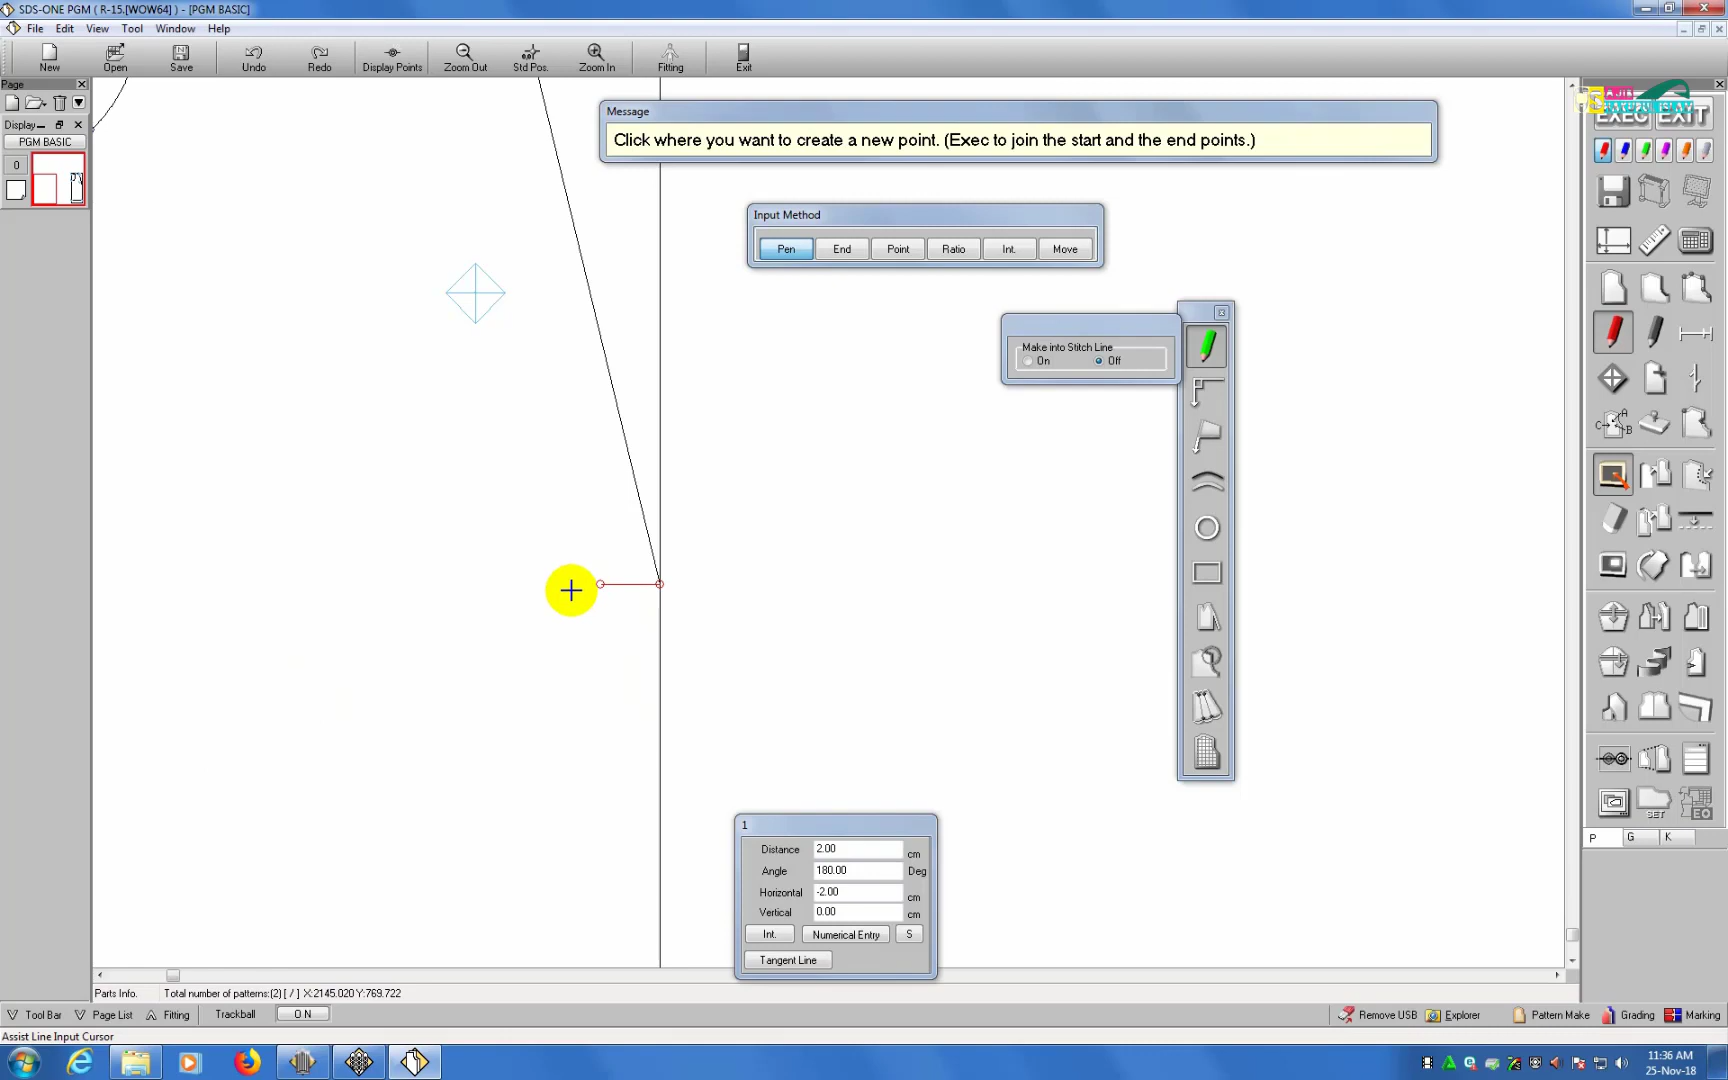 SDS-ONE PGM ( R-15.[WOW64] ) - [PGM BASIC]
File Edit View Tool Window Help
New Open Save Undo Redo Display Points Zoom Out Std Pos. Zoom In Fitting Exit
Page
Display
PGM BASIC
0
Message
Click where you want to create a new point. (Exec to join the start and the end points.)
Input Method
Pen End Point Ratio Int. Move
Make into Stitch Line
On Off
EXEC EXIT
C A B
SET EQ
P G K
1
Distance 2.00 cm
Angle 180.00 Deg
Horizontal -2.00 cm
Vertical 0.00 cm
Int. Numerical Entry S
Tangent Line
Parts Info. Total number of patterns:(2) [ / ] X:2145.020 Y:769.722
Tool Bar Page List Fitting Trackball ON Remove USB Explorer Pattern Make Grading Marking
Assist Line Input Cursor
11:36 AM
25-Nov-18